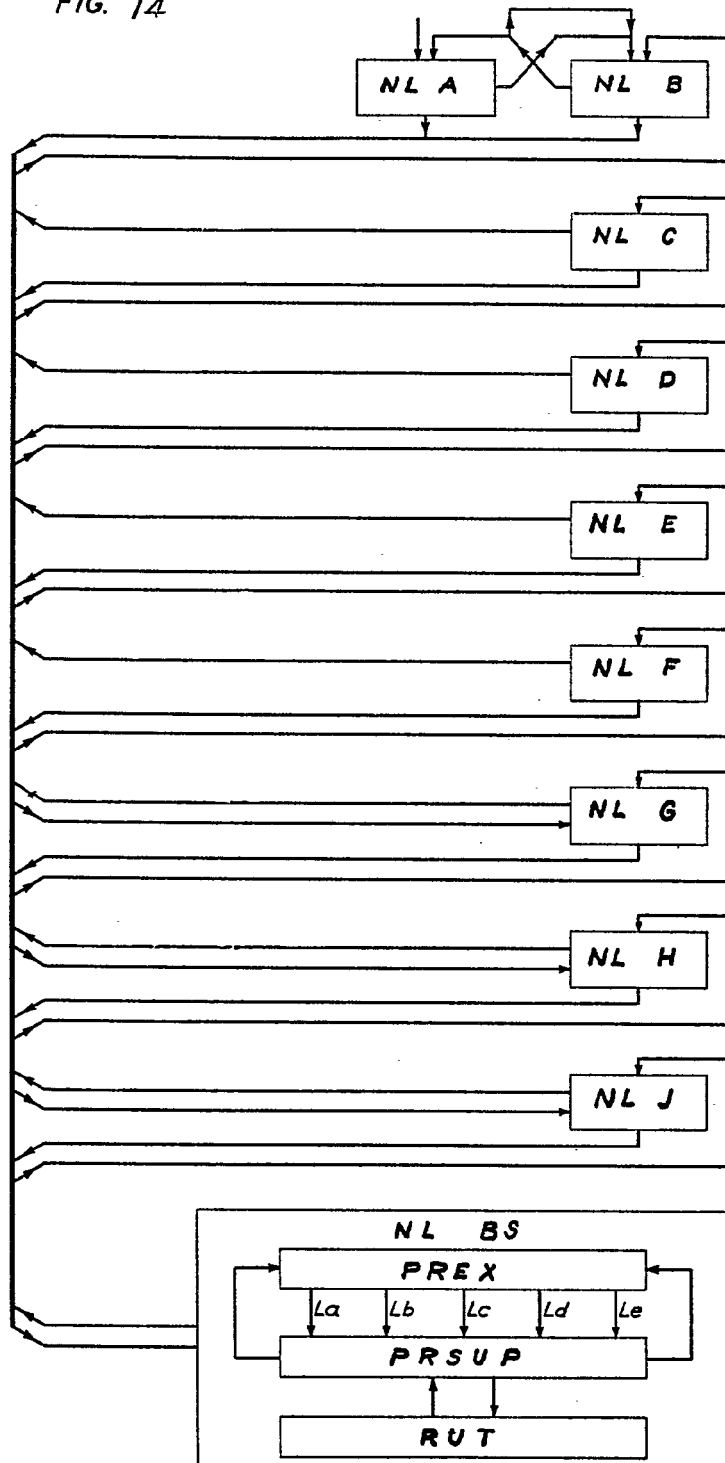 FIG. 14
NL A
NL B
NL C
NL D
NL E
NL F
NL G
NL H
NL J
NL BS
PREX
La Lb Lc Ld Le
PRSUP
RUT